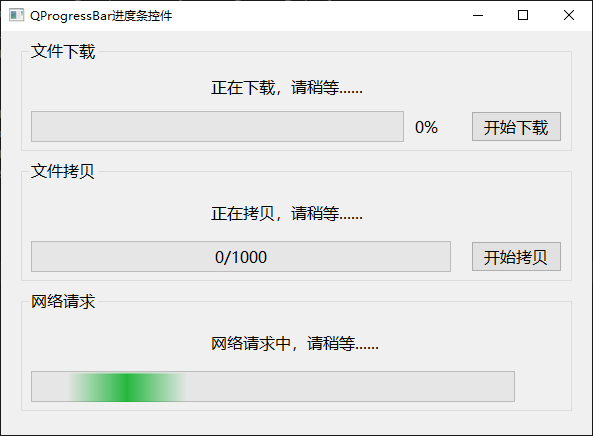 QProgressBar进度条控件
文件下载
正在下载，请稍等......
0%
开始下载
文件拷贝
正在拷贝，请稍等......
0/1000
开始拷贝
网络请求
网络请求中，请稍等......